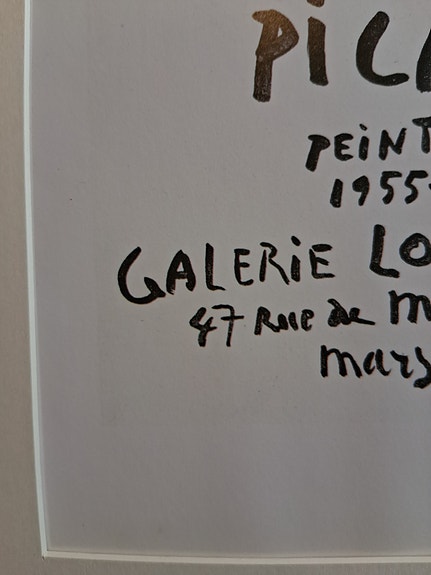 PiC
PEiNT
1955-
GALERiE LO
47 Rue de M
Mars